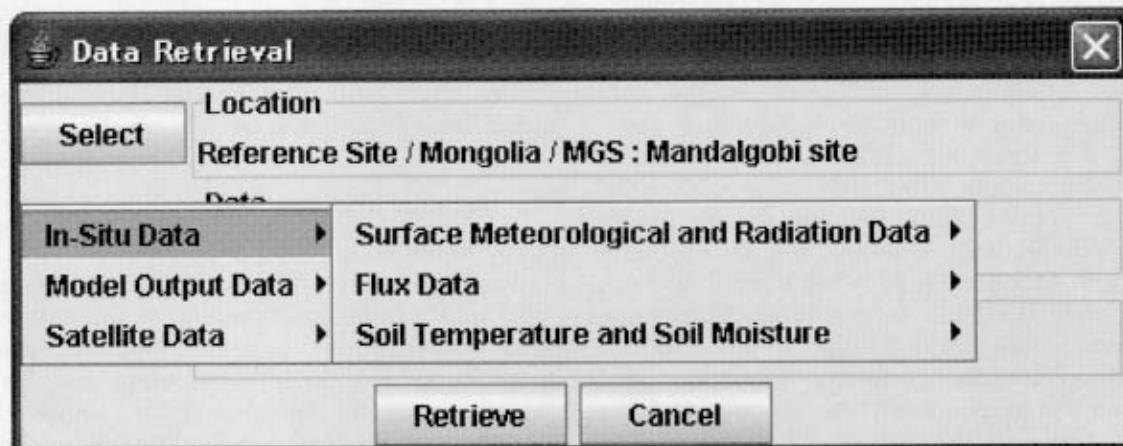 Data Retrieval
Location
Select
Reference Site / Mongolia / MGS : Mandalgobi site
Data
In-Situ Data
Surface Meteorological and Radiation Data
Model Output Data
Flux Data
Satellite Data
Soil Temperature and Soil Moisture
Retrieve
Cancel